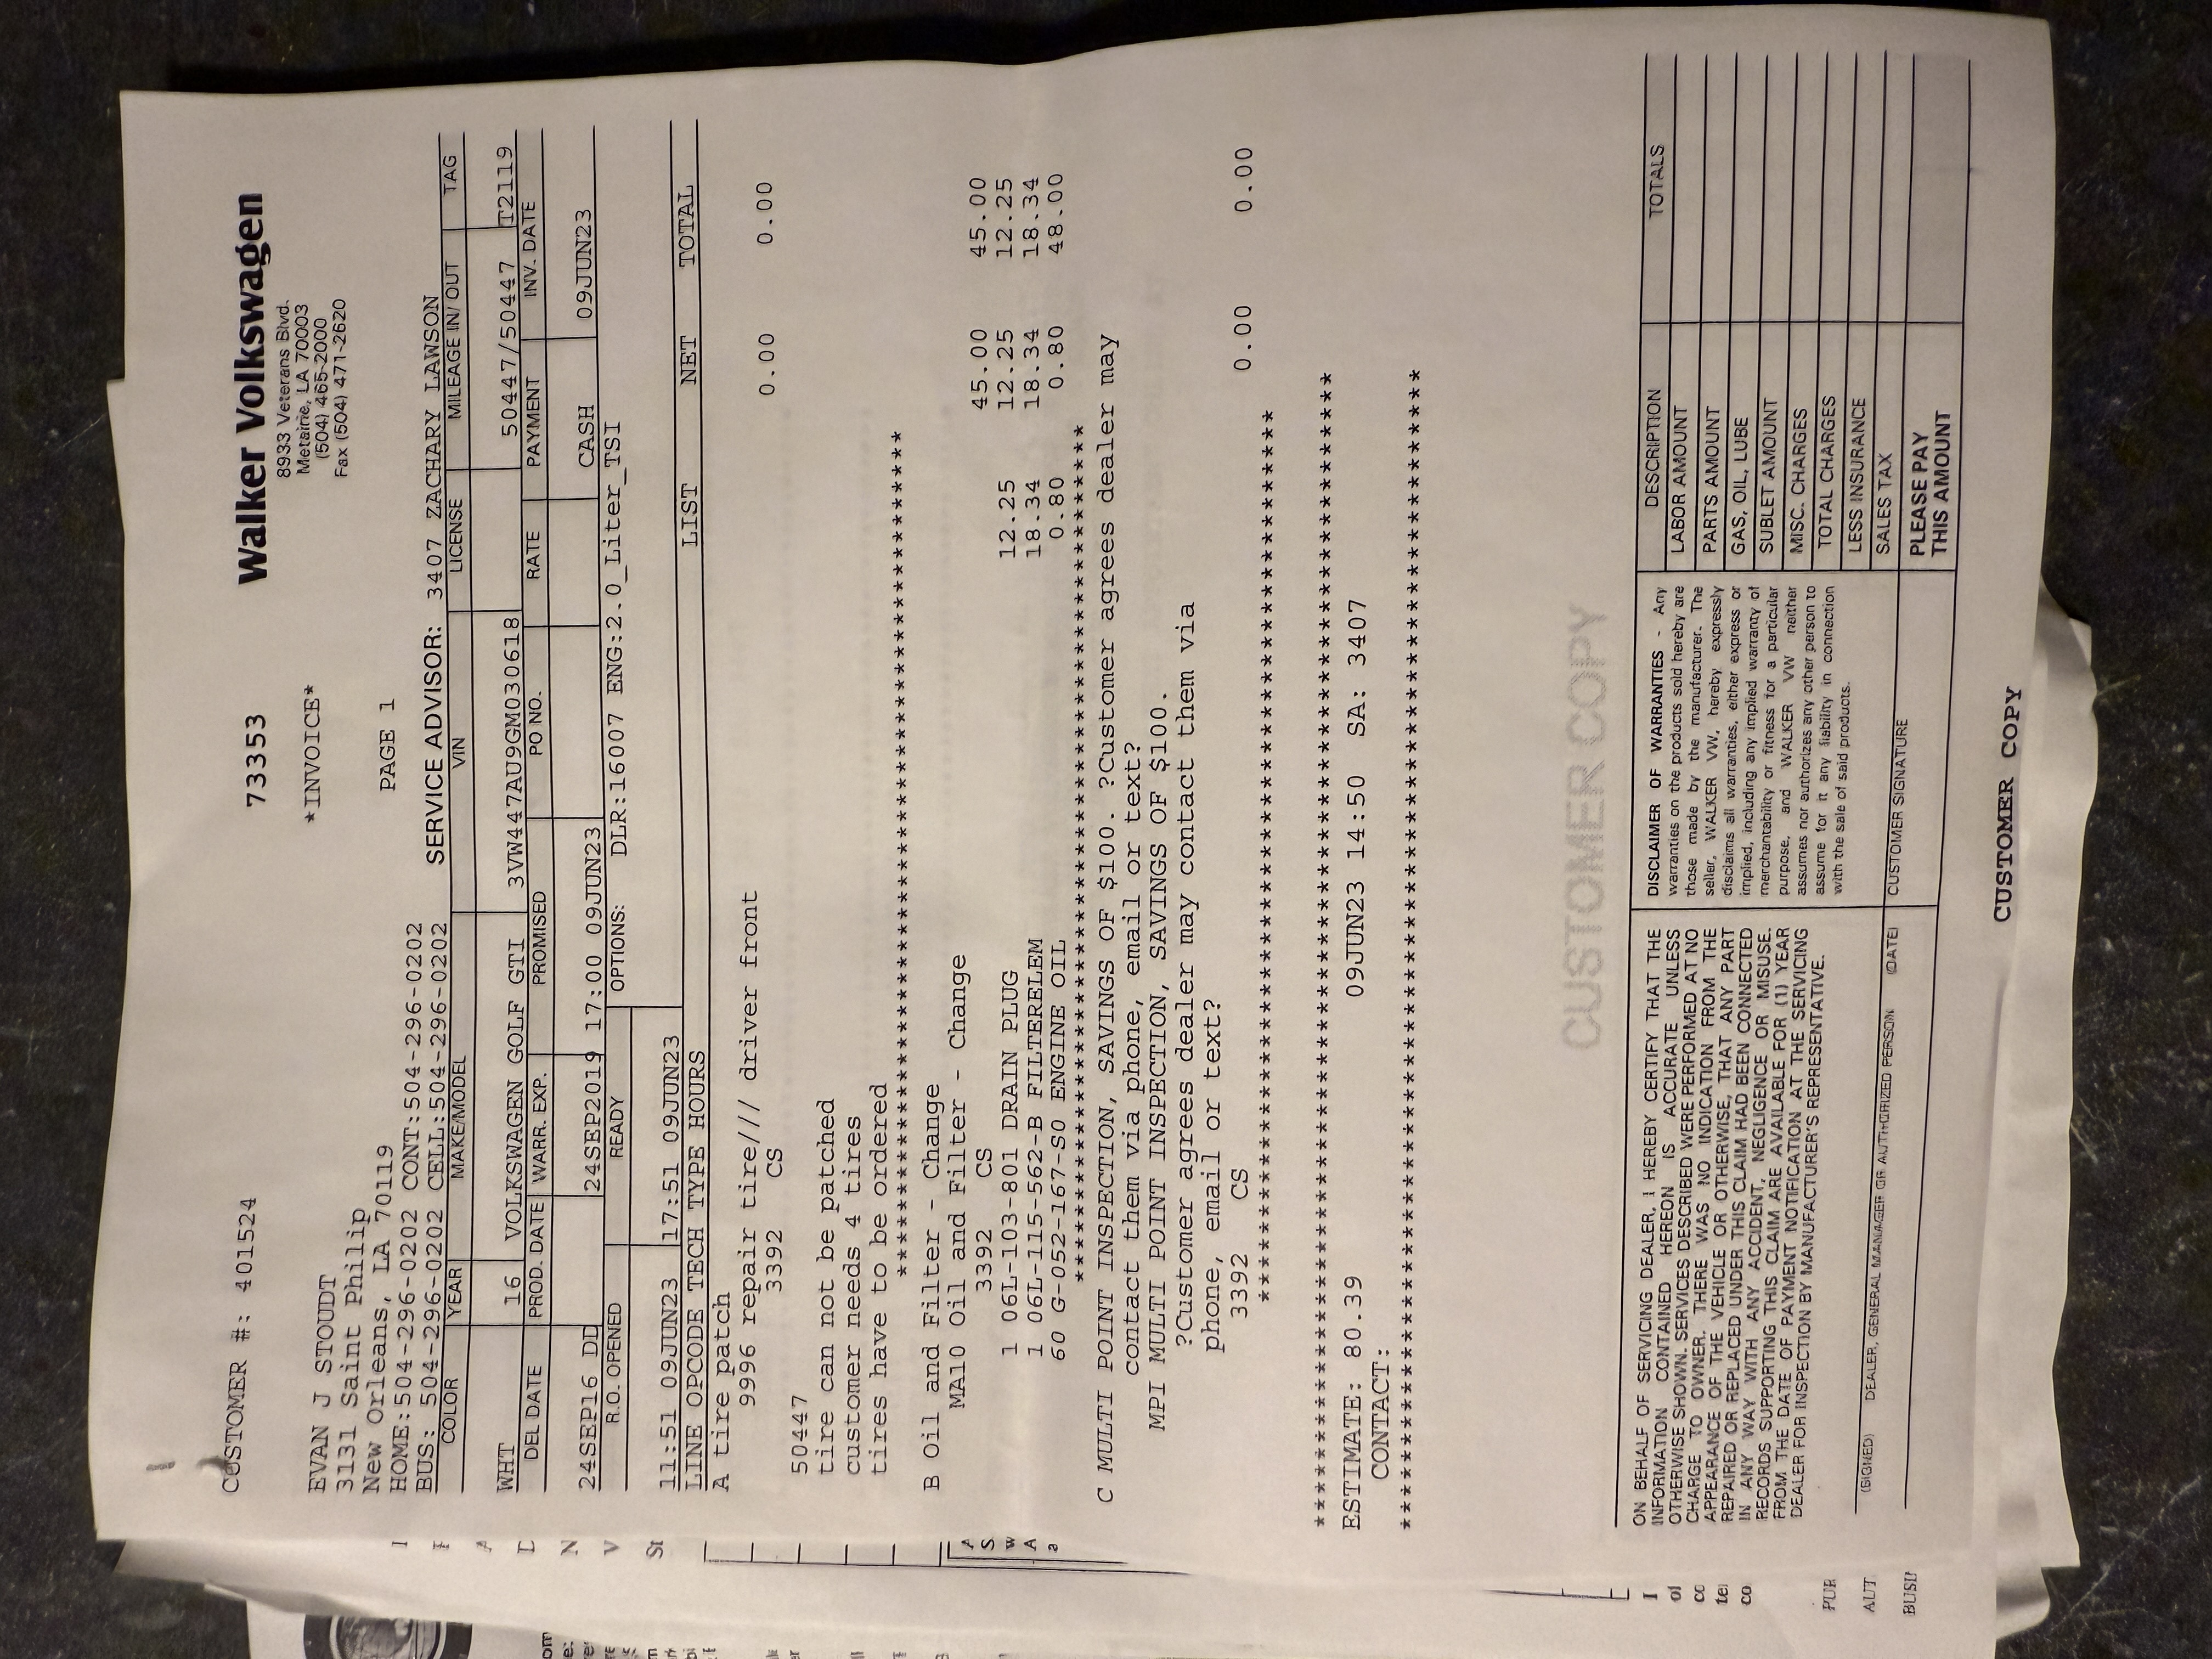 CUSTOMER #: 401524
73353
Walker Volkswagen
8933 Veterans Blvd.
Metairie, LA 70003
(504) 465-2000
Fax (504) 471-2620
*INVOICE*
EVAN J STOUDT
3131 Saint Philip
New Orleans, LA 70119
PAGE 1
HOME:504-296-0202 CONT:504-296-0202
BUS: 504-296-0202 CELL:504-296-0202
SERVICE ADVISOR: 3407 ZACHARY LAWSON
COLOR YEAR MAKE/MODEL VIN LICENSE MILEAGE IN/ OUT TAG
WHT 16 VOLKSWAGEN GOLF GTI 3VW447AU9GM030618 50447/50447 T2119
DEL DATE PROD. DATE WARR. EXP. PROMISED PO NO. RATE PAYMENT INV. DATE
24SEP16 DD 24SEP2019 17:00 09JUN23 CASH 09JUN23
R.O. OPENED READY OPTIONS: DLR:16007 ENG:2.0_Liter_TSI
11:51 09JUN23 17:51 09JUN23
LINE OPCODE TECH TYPE HOURS LIST NET TOTAL
A tire patch
9996 repair tire/// driver front
3392 CS 0.00 0.00
50447
tire can not be patched
customer needs 4 tires
tires have to be ordered
****************************************************
B Oil and Filter - Change
MA10 Oil and Filter - Change
3392 CS 45.00 45.00
1 06L-103-801 DRAIN PLUG 12.25 12.25 12.25
1 06L-115-562-B FILTERELEM 18.34 18.34 18.34
60 G-052-167-S0 ENGINE OIL 0.80 0.80 48.00
****************************************************
C MULTI POINT INSPECTION, SAVINGS OF $100. ?Customer agrees dealer may
contact them via phone, email or text?
MPI MULTI POINT INSPECTION, SAVINGS OF $100.
?Customer agrees dealer may contact them via
phone, email or text?
3392 CS 0.00 0.00
****************************************************
********************************************************************
ESTIMATE: 80.39 09JUN23 14:50 SA: 3407
CONTACT:
********************************************************************
CUSTOMER COPY
ON BEHALF OF SERVICING DEALER, I HEREBY CERTIFY THAT THE
INFORMATION CONTAINED HEREON IS ACCURATE UNLESS
OTHERWISE SHOWN. SERVICES DESCRIBED WERE PERFORMED AT NO
CHARGE TO OWNER. THERE WAS NO INDICATION FROM THE
APPEARANCE OF THE VEHICLE OR OTHERWISE, THAT ANY PART
REPAIRED OR REPLACED UNDER THIS CLAIM HAD BEEN CONNECTED
IN ANY WAY WITH ANY ACCIDENT, NEGLIGENCE OR MISUSE.
RECORDS SUPPORTING THIS CLAIM ARE AVAILABLE FOR (1) YEAR
FROM THE DATE OF PAYMENT NOTIFICATION AT THE SERVICING
DEALER FOR INSPECTION BY MANUFACTURER'S REPRESENTATIVE.
(SIGNED) DEALER, GENERAL MANAGER OR AUTHORIZED PERSON (DATE)
DISCLAIMER OF WARRANTIES - Any
warranties on the products sold hereby are
those made by the manufacturer. The
seller, WALKER VW, hereby expressly
disclaims all warranties, either express or
implied, including any implied warranty of
merchantability or fitness for a particular
purpose, and WALKER VW neither
assumes nor authorizes any other person to
assume for it any liability in connection
with the sale of said products.
CUSTOMER SIGNATURE
DESCRIPTION TOTALS
LABOR AMOUNT
PARTS AMOUNT
GAS, OIL, LUBE
SUBLET AMOUNT
MISC. CHARGES
TOTAL CHARGES
LESS INSURANCE
SALES TAX
PLEASE PAY
THIS AMOUNT
CUSTOMER COPY